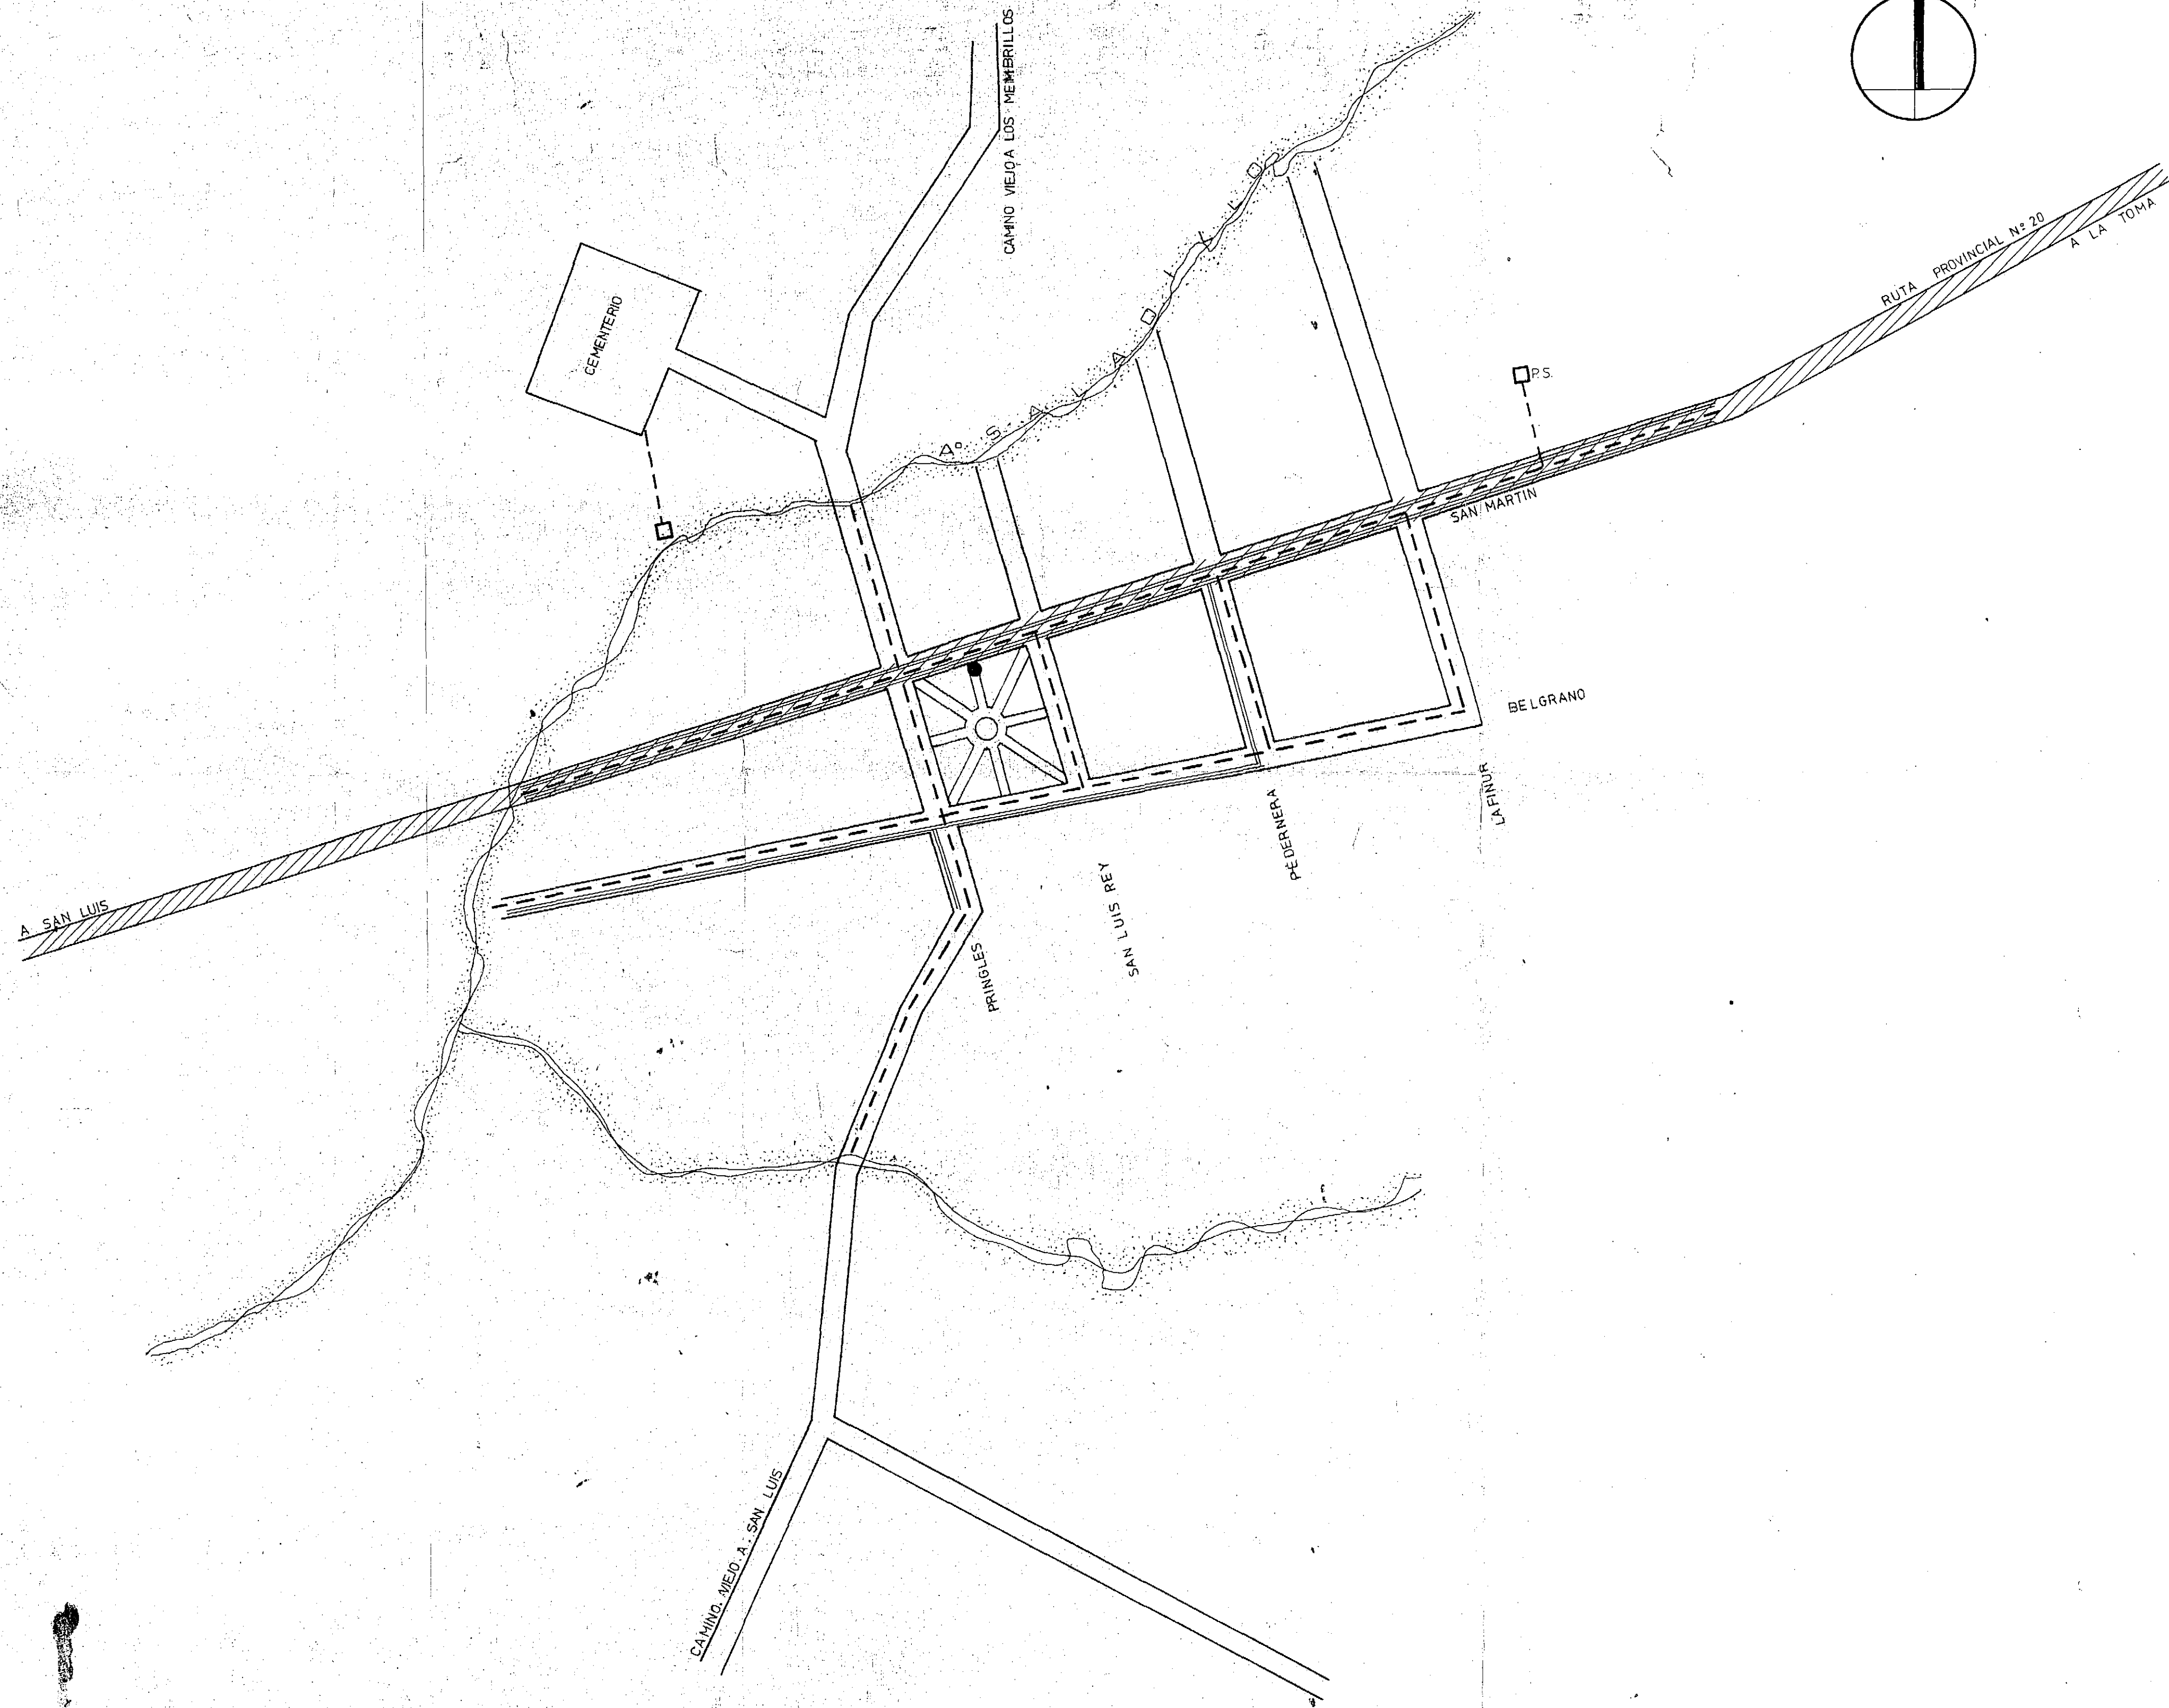 CAMINO VIEJO A LOS MEMBRILLOS
RUTA PROVINCIAL Nº 20
A LA TOMA
CEMENTERIO
Aº SALADILLO
P.S.
SAN MARTIN
BELGRANO
LAFINUR
PEDERNERA
SAN LUIS REY
PRINGLES
A SAN LUIS
CAMINO VIEJO A SAN LUIS